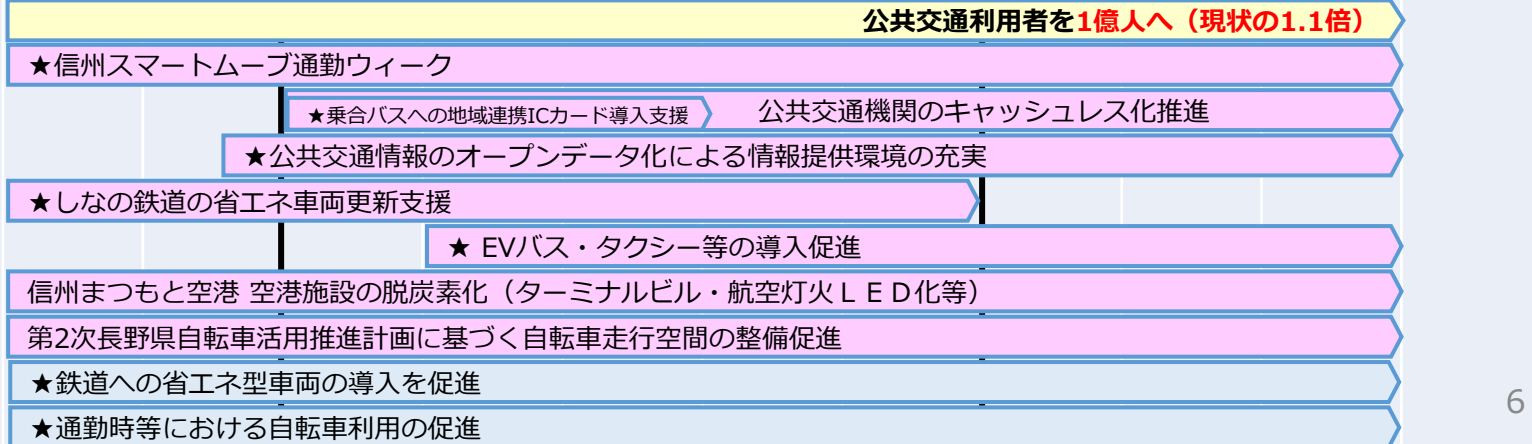 公共交通利用者を1億人へ（現状の1.1倍）
★信州スマートムーブ通勤ウィーク
★乗合バスへの地域連携ICカード導入支援 公共交通機関のキャッシュレス化推進
★公共交通情報のオープンデータ化による情報提供環境の充実
★しなの鉄道の省エネ車両更新支援
★ EVバス・タクシー等の導入促進
信州まつもと空港 空港施設の脱炭素化（ターミナルビル・航空灯火ＬＥＤ化等）
第2次長野県自転車活用推進計画に基づく自転車走行空間の整備促進
★鉄道への省エネ型車両の導入を促進
★通勤時等における自転車利用の促進
6